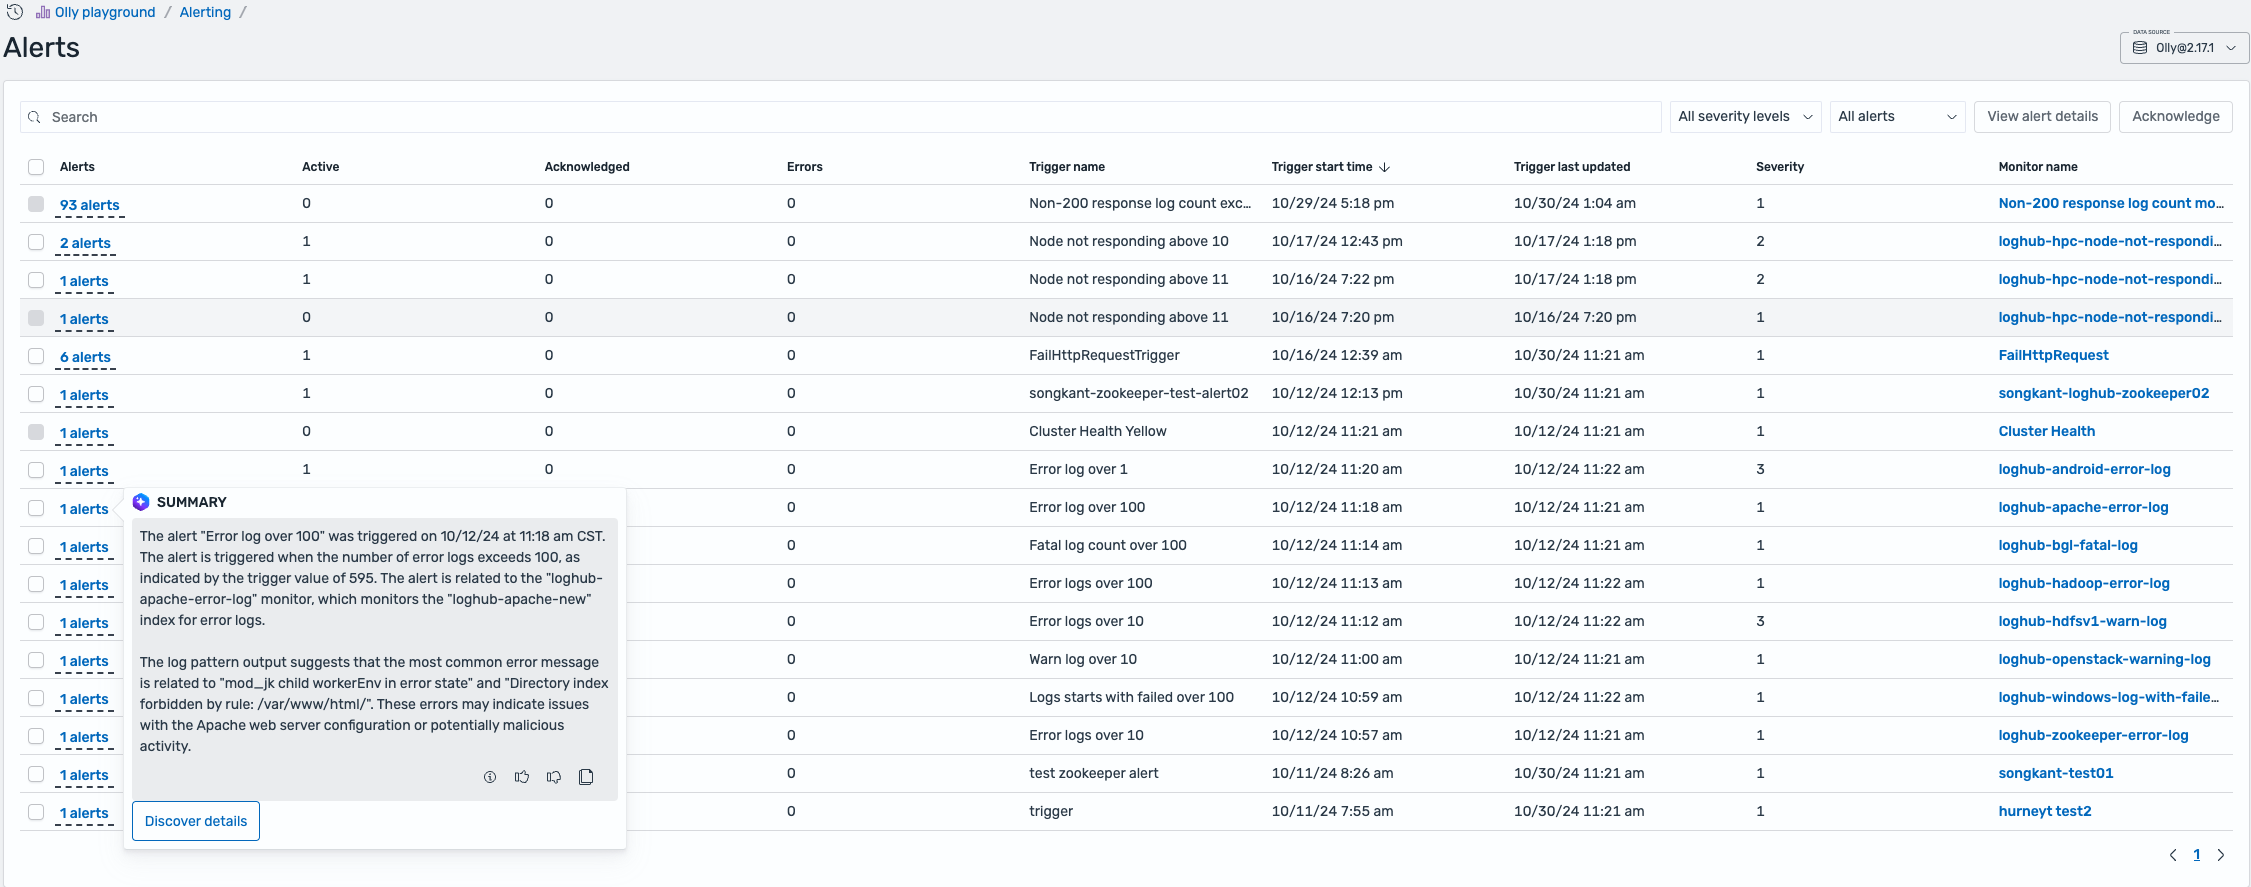 Olly playground / Alerting /
Alerts
DATA SOURCE
Olly@2.17.1
Search
All severity levels
All alerts
View alert details
Acknowledge
Alerts Active Acknowledged Errors Trigger name Trigger start time Trigger last updated Severity Monitor name
93 alerts 0 0 0 Non-200 response log count exc... 10/29/24 5:18 pm 10/30/24 1:04 am 1 Non-200 response log count mo...
2 alerts 1 0 0 Node not responding above 10 10/17/24 12:43 pm 10/17/24 1:18 pm 2 loghub-hpc-node-not-respondi...
1 alerts 1 0 0 Node not responding above 11 10/16/24 7:22 pm 10/17/24 1:18 pm 2 loghub-hpc-node-not-respondi...
1 alerts 0 0 0 Node not responding above 11 10/16/24 7:20 pm 10/16/24 7:20 pm 1 loghub-hpc-node-not-respondi...
6 alerts 1 0 0 FailHttpRequestTrigger 10/16/24 12:39 am 10/30/24 11:21 am 1 FailHttpRequest
1 alerts 1 0 0 songkant-zookeeper-test-alert02 10/12/24 12:13 pm 10/30/24 11:21 am 1 songkant-loghub-zookeeper02
1 alerts 0 0 0 Cluster Health Yellow 10/12/24 11:21 am 10/12/24 11:21 am 1 Cluster Health
1 alerts 1 0 0 Error log over 1 10/12/24 11:20 am 10/12/24 11:22 am 3 loghub-android-error-log
1 alerts 0 Error log over 100 10/12/24 11:18 am 10/12/24 11:21 am 1 loghub-apache-error-log
1 alerts 0 Fatal log count over 100 10/12/24 11:14 am 10/12/24 11:21 am 1 loghub-bgl-fatal-log
1 alerts 0 Error logs over 100 10/12/24 11:13 am 10/12/24 11:22 am 1 loghub-hadoop-error-log
1 alerts 0 Error logs over 10 10/12/24 11:12 am 10/12/24 11:22 am 3 loghub-hdfsv1-warn-log
1 alerts 0 Warn log over 10 10/12/24 11:00 am 10/12/24 11:21 am 1 loghub-openstack-warning-log
1 alerts 0 Logs starts with failed over 100 10/12/24 10:59 am 10/12/24 11:22 am 1 loghub-windows-log-with-faile...
1 alerts 0 Error logs over 10 10/12/24 10:57 am 10/12/24 11:21 am 1 loghub-zookeeper-error-log
1 alerts 0 test zookeeper alert 10/11/24 8:26 am 10/30/24 11:21 am 1 songkant-test01
1 alerts 0 trigger 10/11/24 7:55 am 10/30/24 11:21 am 1 hurneyt test2
SUMMARY
The alert "Error log over 100" was triggered on 10/12/24 at 11:18 am CST.
The alert is triggered when the number of error logs exceeds 100, as
indicated by the trigger value of 595. The alert is related to the "loghub-
apache-error-log" monitor, which monitors the "loghub-apache-new"
index for error logs.
The log pattern output suggests that the most common error message
is related to "mod_jk child workerEnv in error state" and "Directory index
forbidden by rule: /var/www/html/". These errors may indicate issues
with the Apache web server configuration or potentially malicious
activity.
Discover details
1